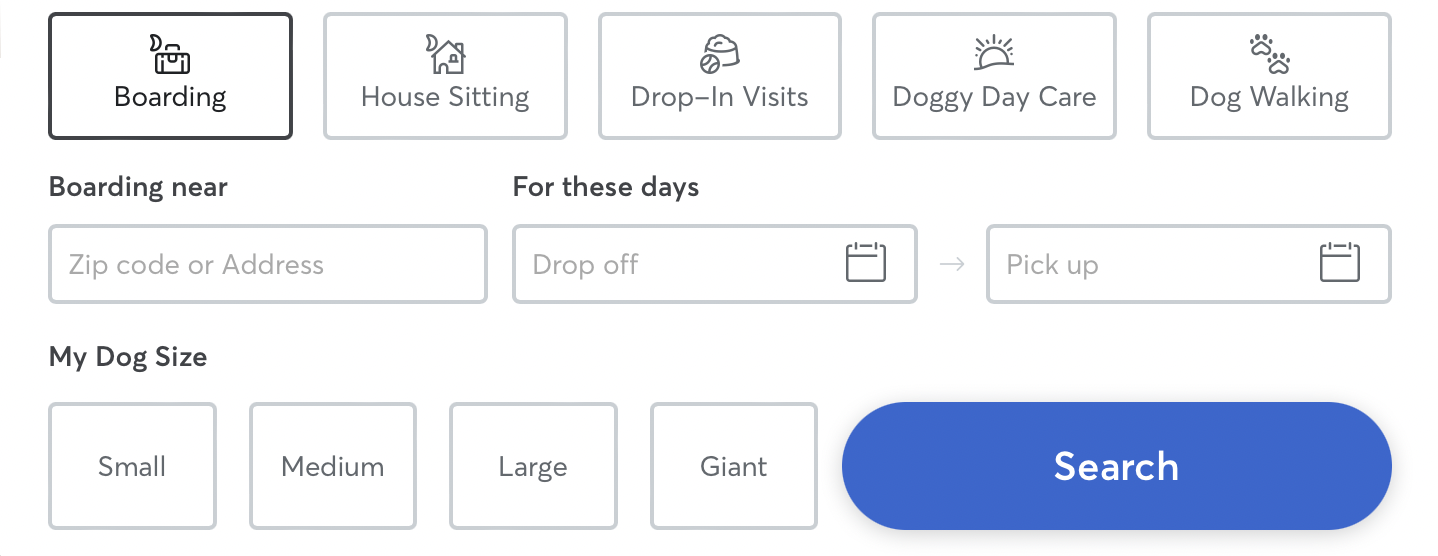 Boarding
House Sitting
Drop-In Visits
Doggy Day Care
Dog Walking
Boarding near
For these days
Zip code or Address
Drop off
Pick up
My Dog Size
Small
Medium
Large
Giant
Search